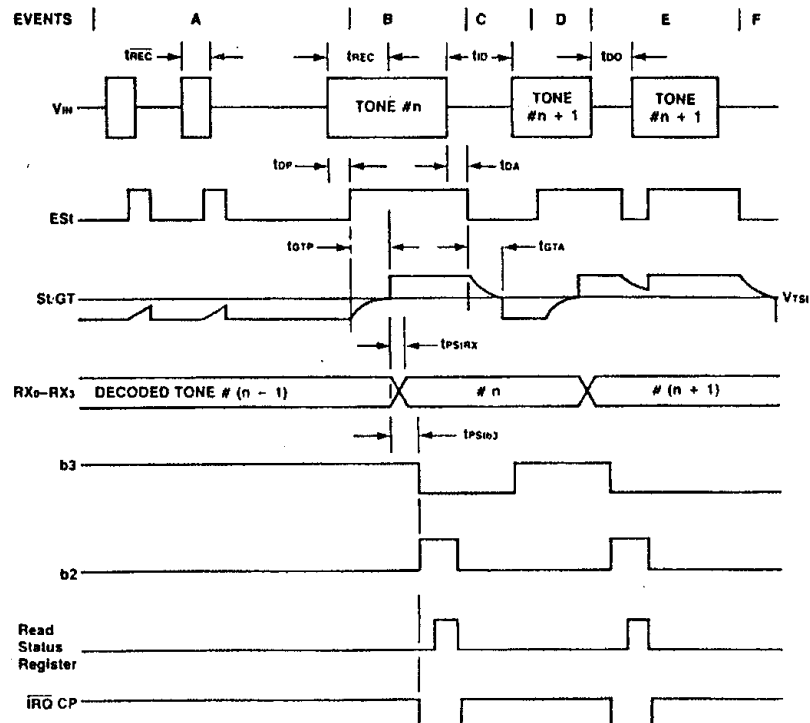 EVENTS A B C D E F
tREC tREC tID tDO
VIN TONE #n TONE #n + 1 TONE #n + 1
tDP tDA
ESt
tGTP tGTA
St·GT VTSt
tPStRX
RX0–RX3 DECODED TONE # (n – 1) # n # (n + 1)
tPStb3
b3
b2
Read
Status
Register
IRQ CP